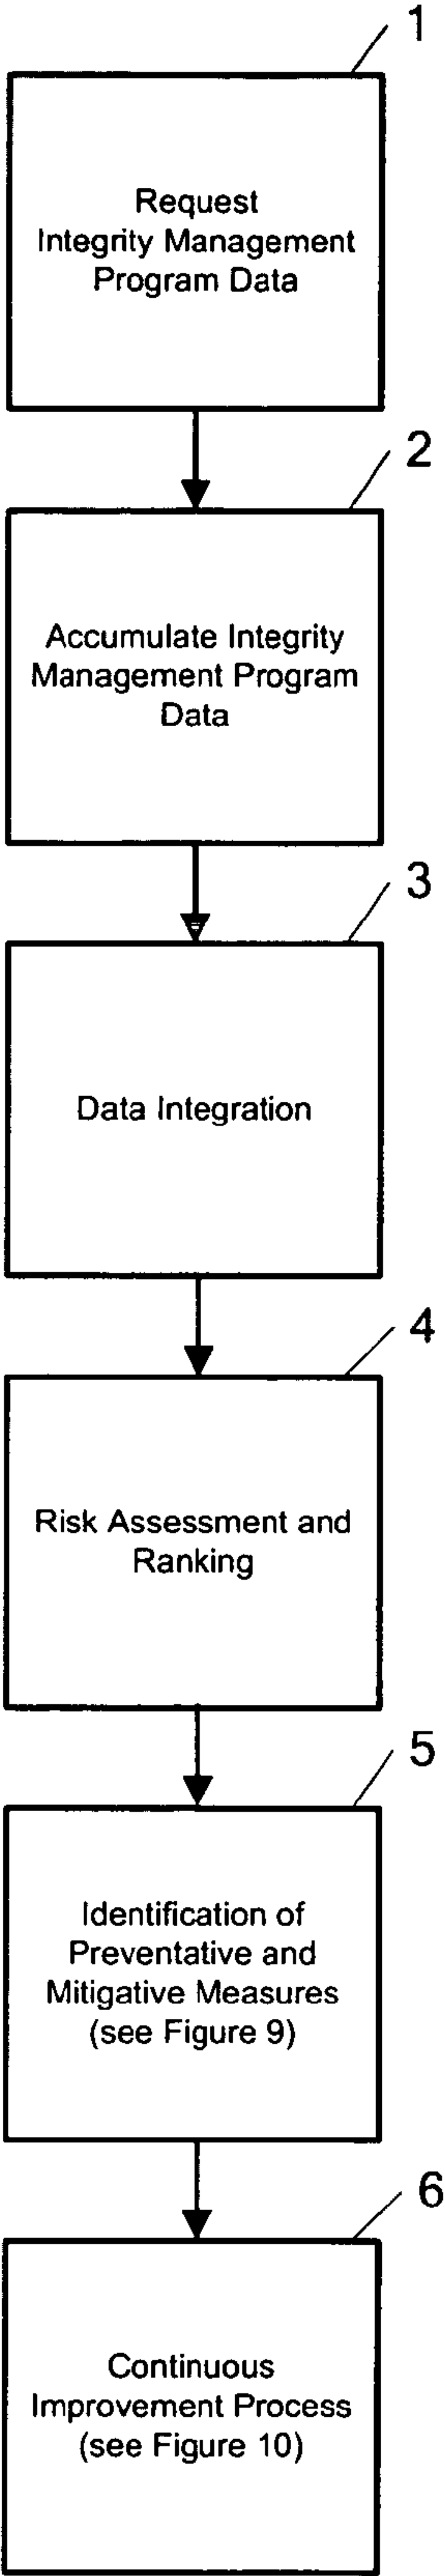 1
Request
Integrity Management
Program Data
2
Accumulate Integrity
Management Program
Data
3
Data Integration
4
Risk Assessment and
Ranking
5
Identification of
Preventative and
Mitigative Measures
(see Figure 9)
6
Continuous
Improvement Process
(see Figure 10)